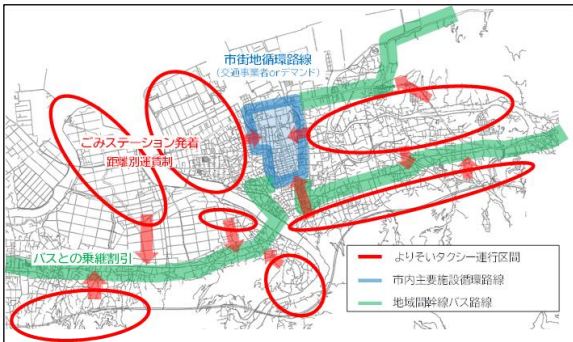 市街地循環路線
(交通事業者orデマンド)
ごみステーション発着
距離別運賃制
バスとの乗継割引
よりそいタクシー運行区間
市内主要施設循環路線
地域間幹線バス路線